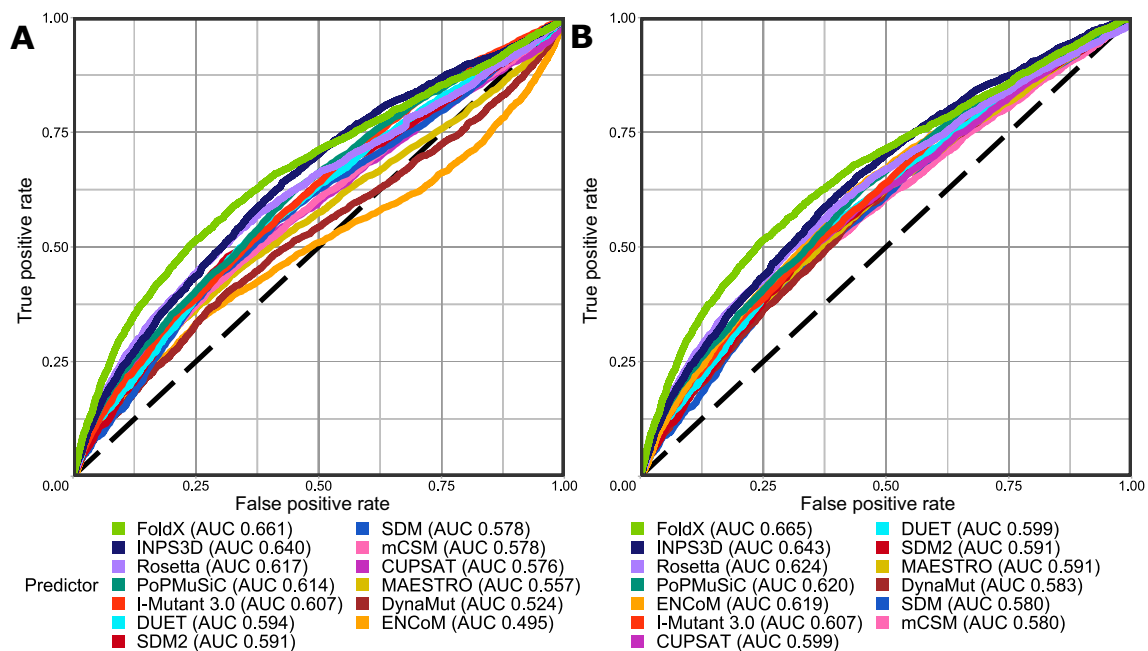 A
B
1.00
0.75
0.50
0.25
0.00
0.25
0.50
0.75
1.00
True positive rate
False positive rate
1.00
0.75
0.50
0.25
0.00
0.25
0.50
0.75
1.00
True positive rate
False positive rate
Predictor
FoldX (AUC 0.661)
INPS3D (AUC 0.640)
Rosetta (AUC 0.617)
PoPMuSiC (AUC 0.614)
I-Mutant 3.0 (AUC 0.607)
DUET (AUC 0.594)
SDM2 (AUC 0.591)
SDM (AUC 0.578)
mCSM (AUC 0.578)
CUPSAT (AUC 0.576)
MAESTRO (AUC 0.557)
DynaMut (AUC 0.524)
ENCoM (AUC 0.495)
FoldX (AUC 0.665)
INPS3D (AUC 0.643)
Rosetta (AUC 0.624)
PoPMuSiC (AUC 0.620)
ENCoM (AUC 0.619)
I-Mutant 3.0 (AUC 0.607)
CUPSAT (AUC 0.599)
DUET (AUC 0.599)
SDM2 (AUC 0.591)
MAESTRO (AUC 0.591)
DynaMut (AUC 0.583)
SDM (AUC 0.580)
mCSM (AUC 0.580)